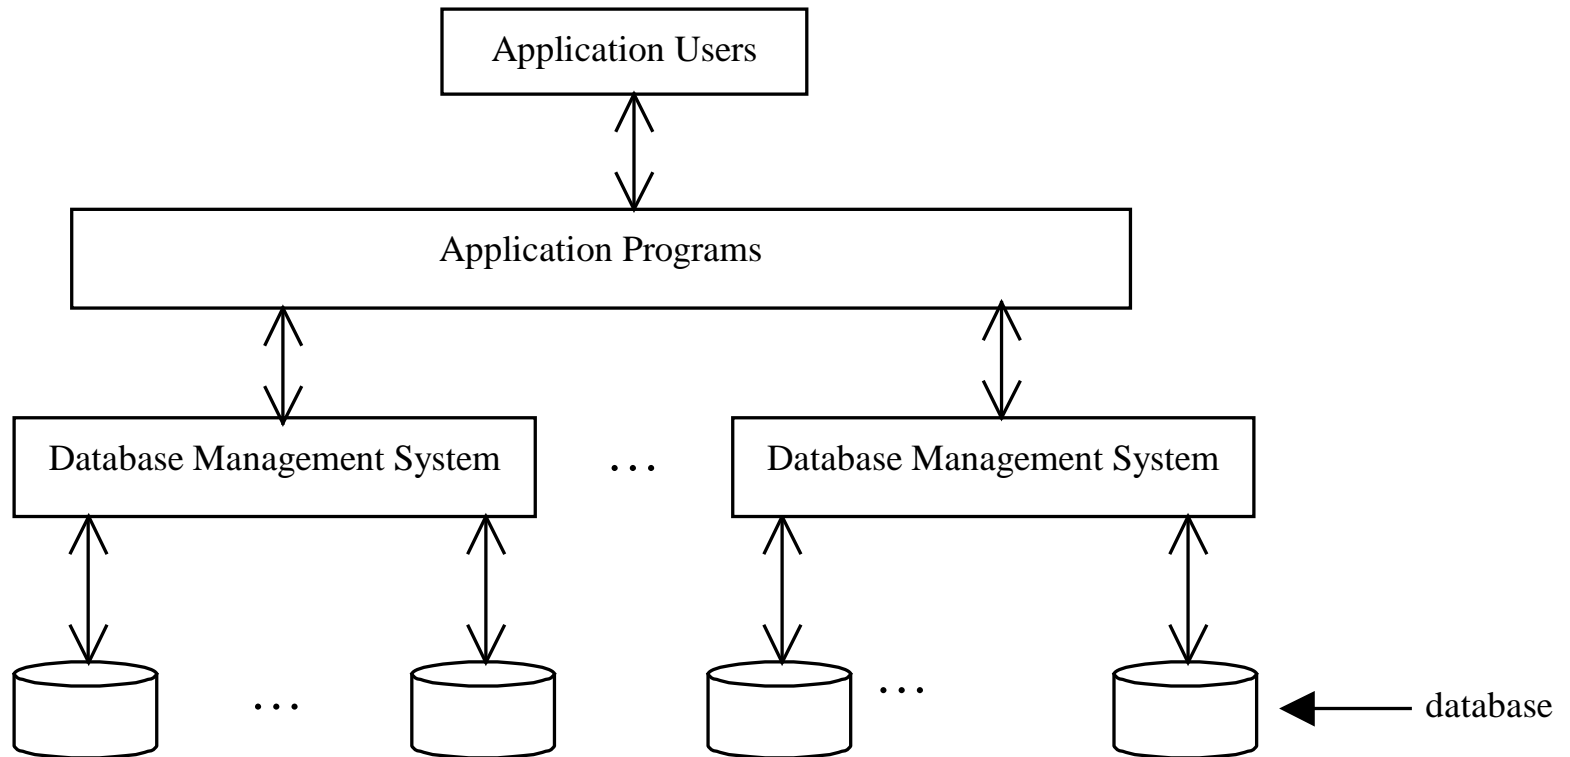 Application Users
Application Programs
Database Management System
…
Database Management System
…
…
database